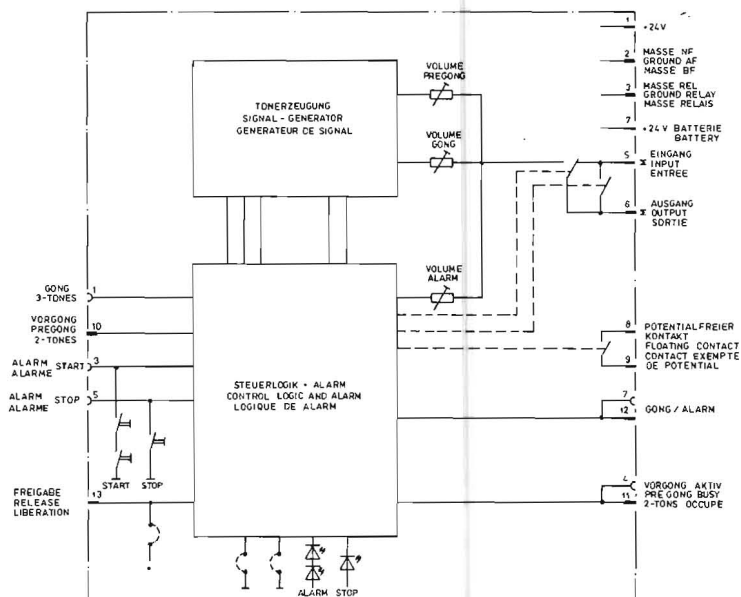 1
+24V
2
MASSE NF
GROUND AF
MASSE BF
3
MASSE REL
GROUND RELAY
MASSE RELAIS
7
+24V BATTERIE
BATTERY
5
EINGANG
INPUT
ENTREE
6
AUSGANG
OUTPUT
SORTIE
TONERZEUGUNG
SIGNAL - GENERATOR
GENERATEUR DE SIGNAL
VOLUME
PREGONG
VOLUME
GONG
VOLUME
ALARM
GONG
3-TONES
1
VORGONG
PREGONG
2-TONES
10
ALARM
ALARME
START
3
ALARM
ALARME
STOP
5
START
STOP
FREIGABE
RELEASE
LIBERATION
13
STEUERLOGIK + ALARM
CONTROL LOGIC AND ALARM
LOGIQUE DE ALARM
ALARM
STOP
8
POTENTIALFREIER
KONTAKT
FLOATING CONTACT
CONTACT EXEMPTE
DE POTENTIAL
9
7
12
GONG / ALARM
4
11
VORGONG AKTIV
PREGONG BUSY
2-TONS OCCUPE